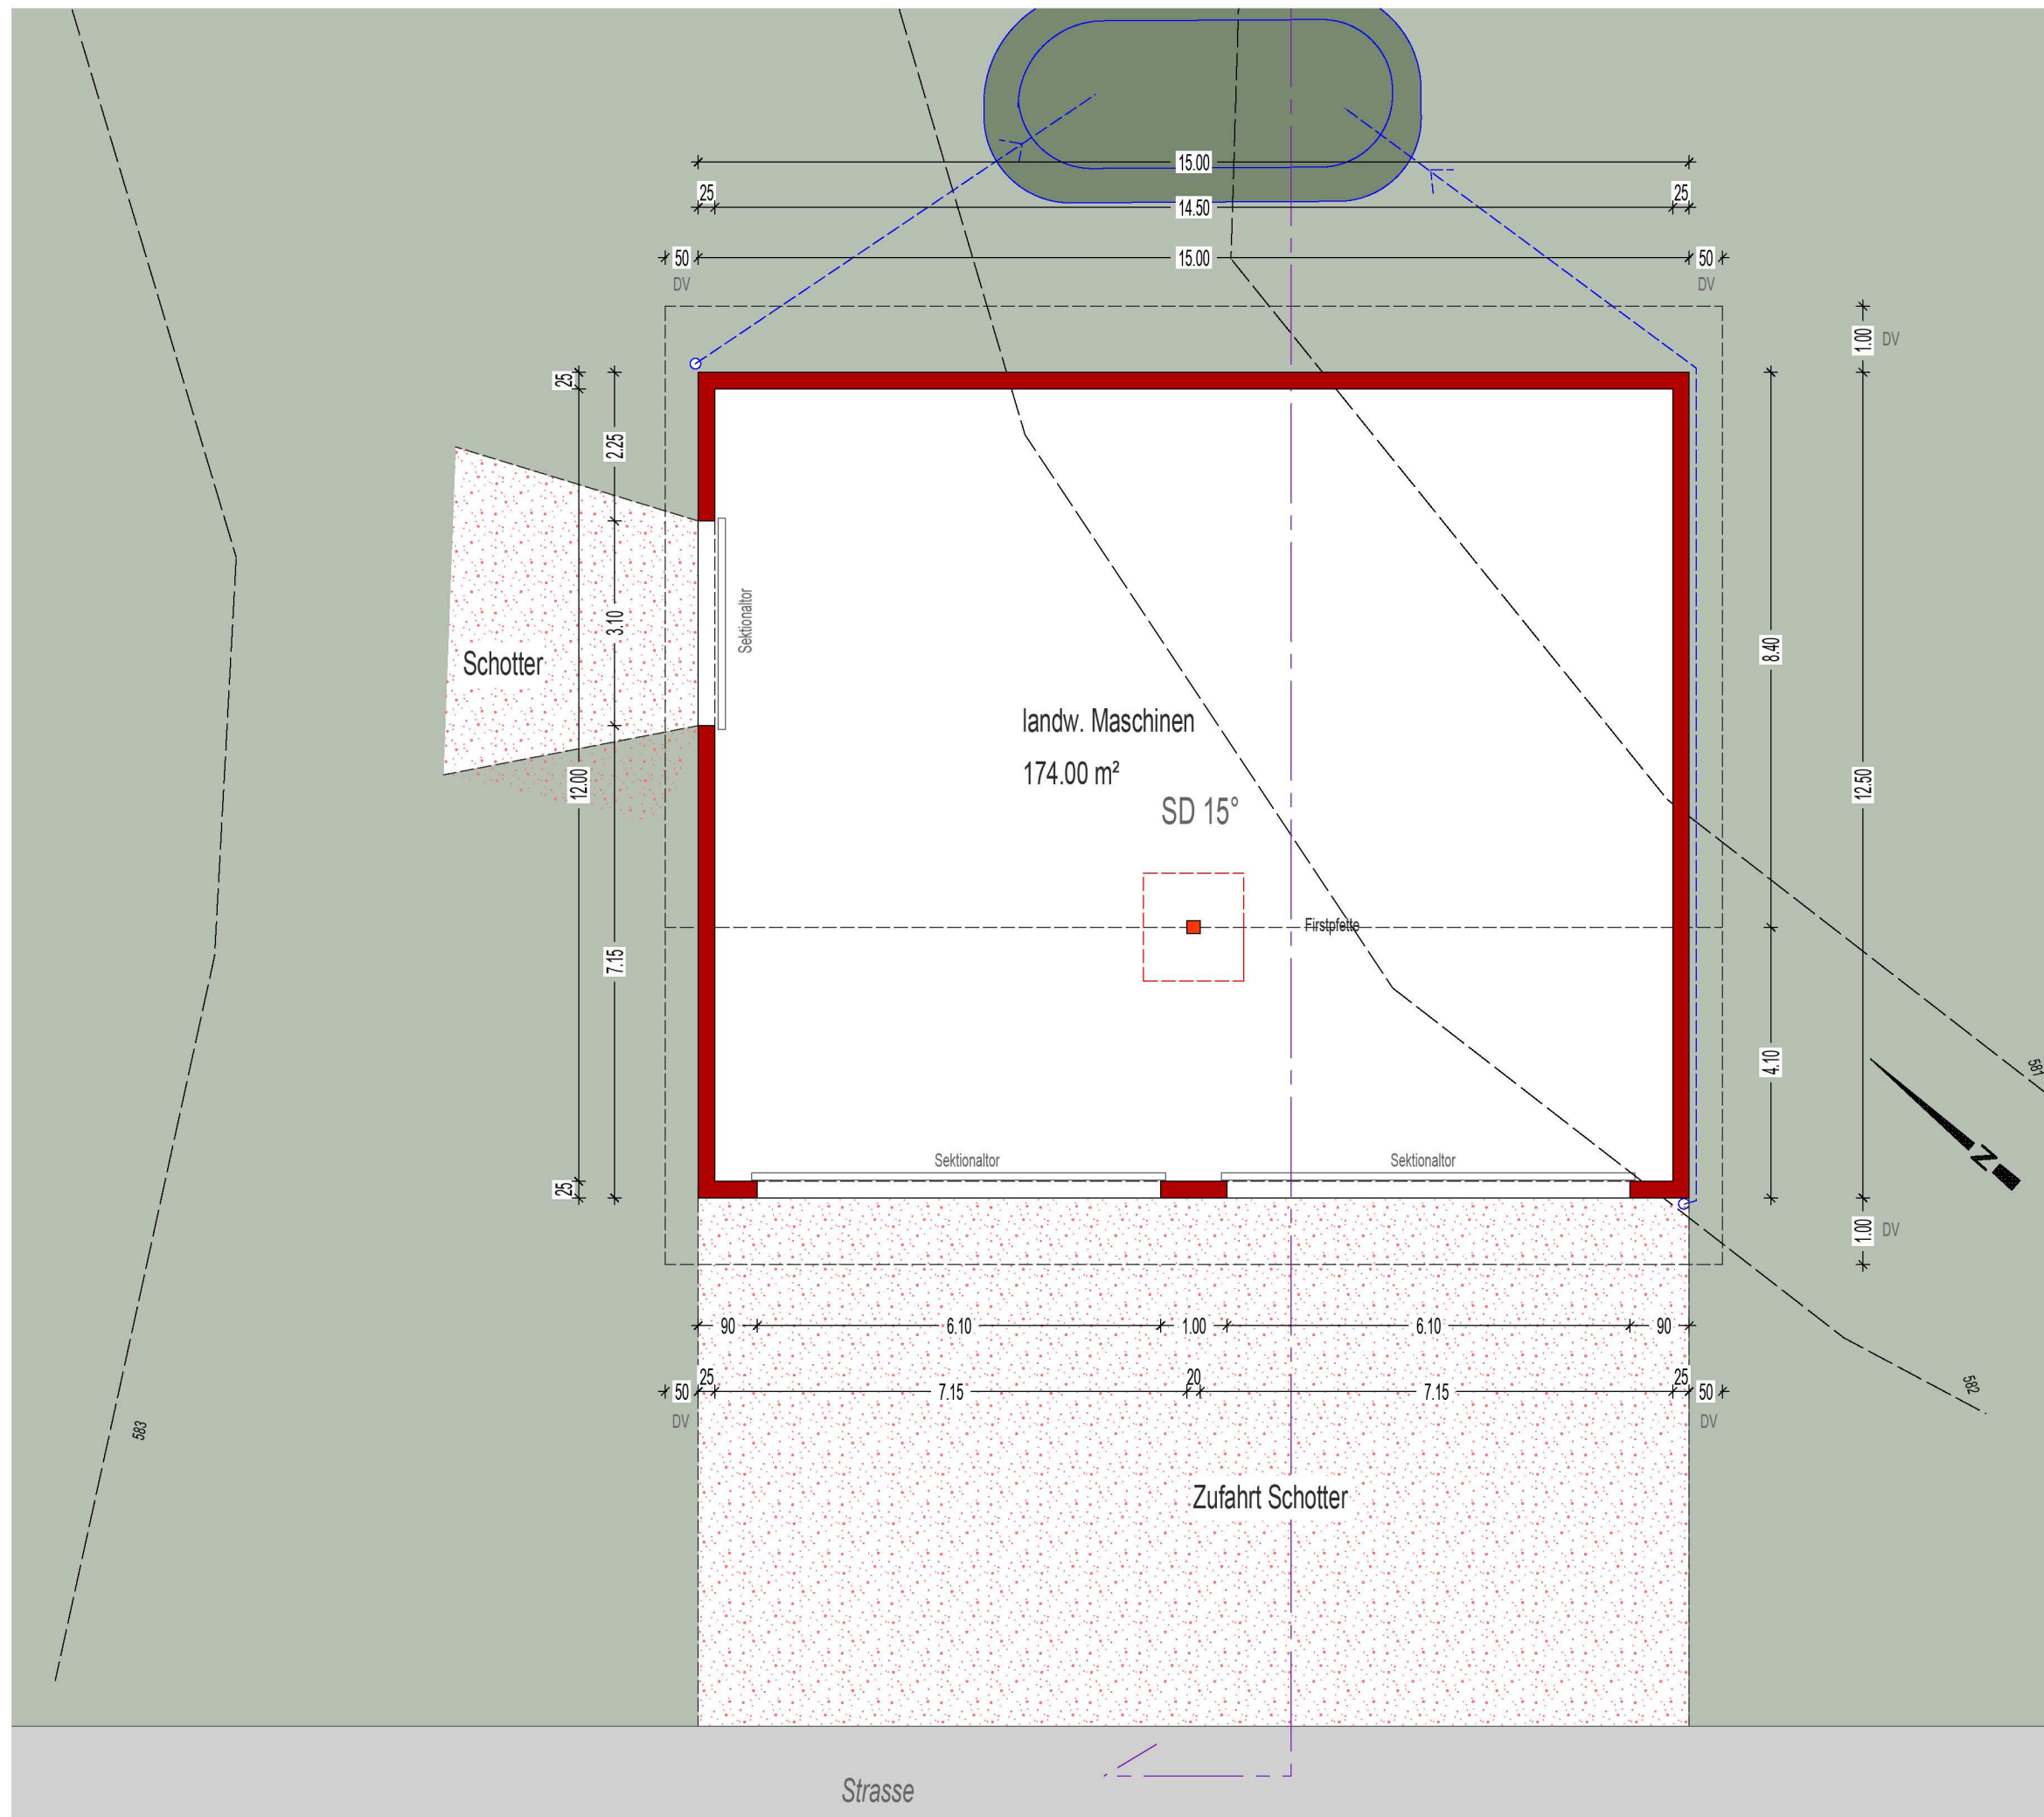 15.00
25
25
14.50
50
15.00
50
DV
DV
1.00
DV
25
2.25
3.10
Sektionaltor
Schotter
8.40
landw. Maschinen
174.00 m²
12.00
12.50
SD 15°
Firstpfette
7.15
4.10
581
N
Sektionaltor
Sektionaltor
25
1.00
DV
90
6.10
1.00
6.10
90
25
20
25
50
7.15
7.15
50
DV
DV
582
583
Zufahrt Schotter
Strasse